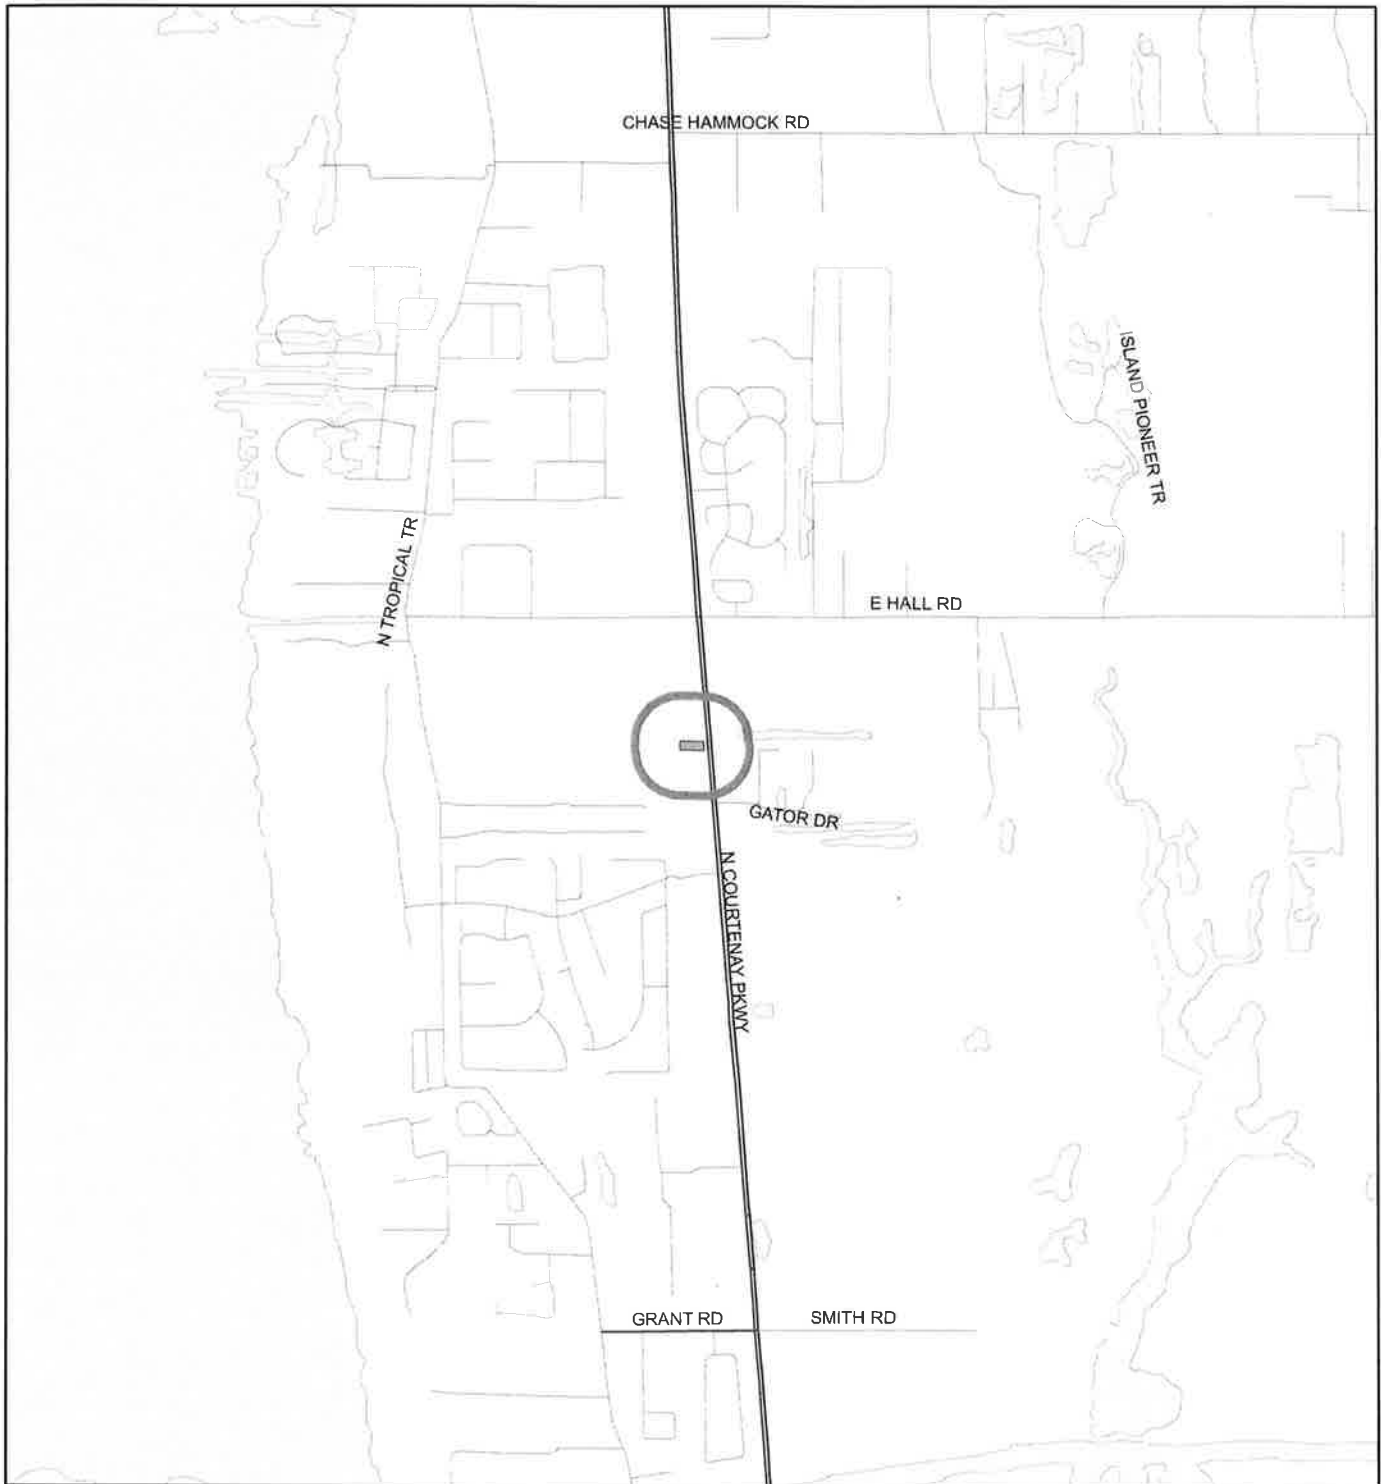 CHASE HAMMOCK RD
ISLAND PIONEER TR
N TROPICAL TR
E HALL RD
GATOR DR
N COURTENAY PKWY
GRANT RD
SMITH RD